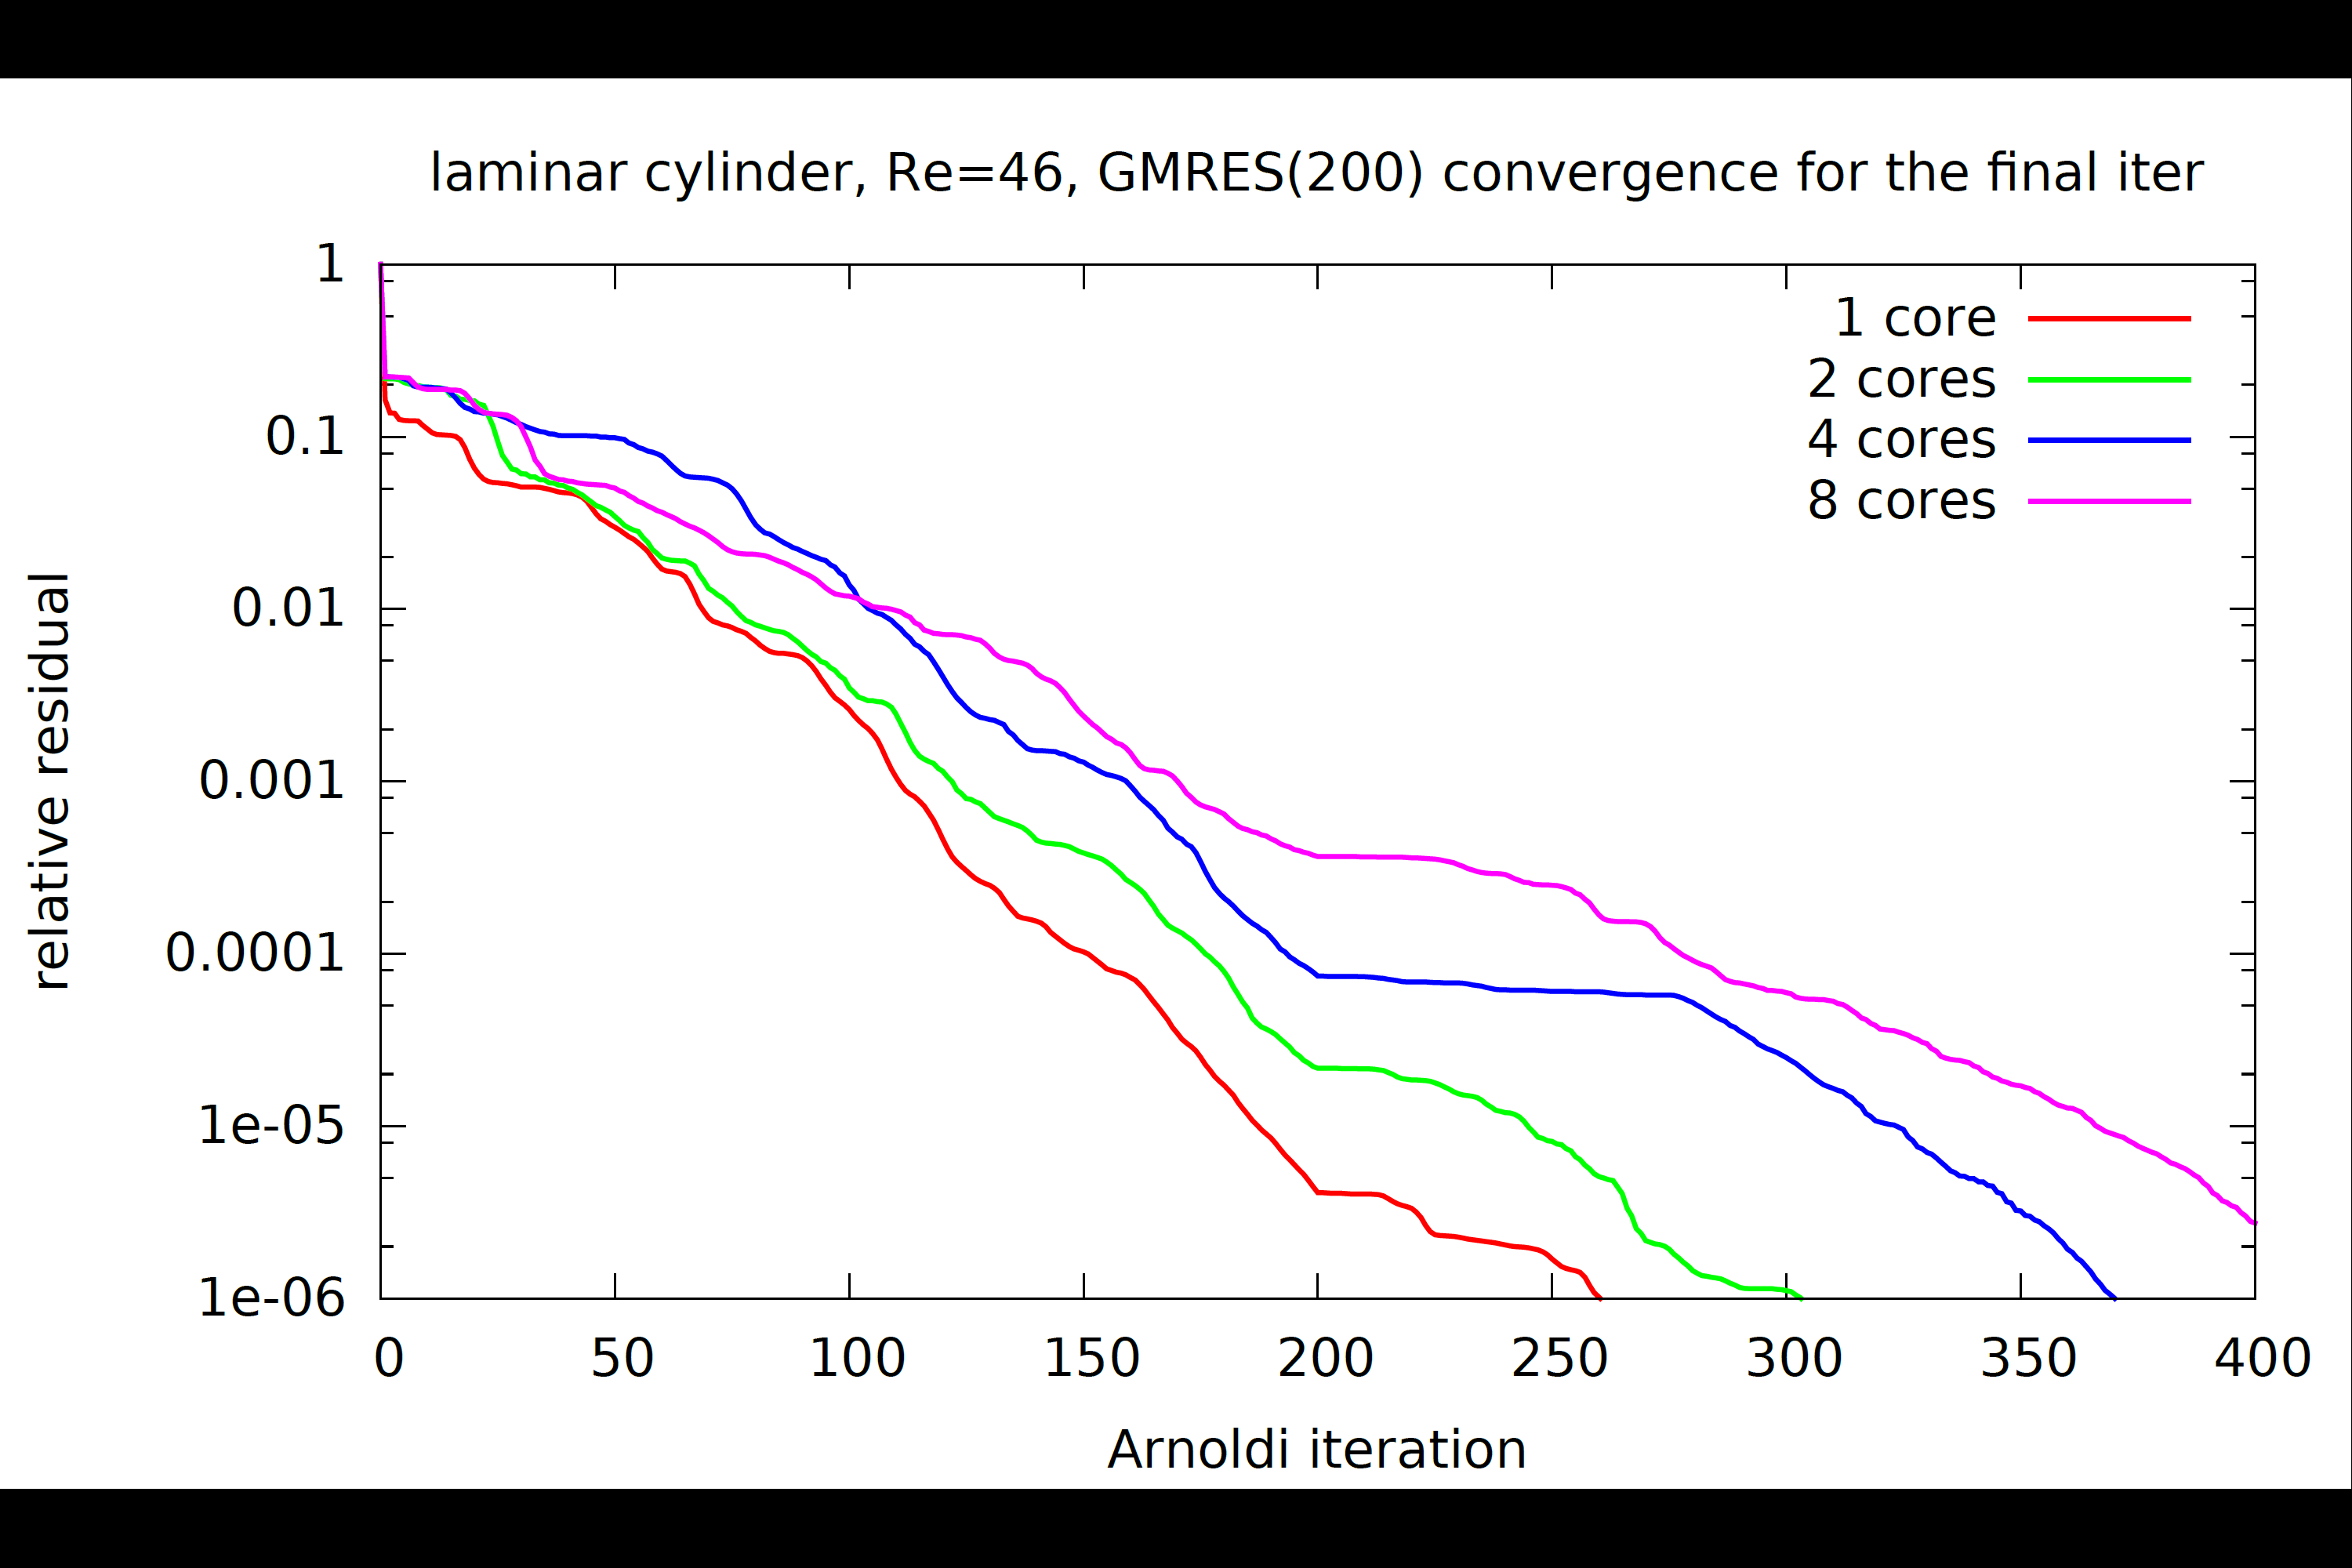 laminar cylinder, Re=46, GMRES(200) convergence for the final iter
1
0.1
0.01
0.001
0.0001
1e-05
1e-06
relative residual
1 core
2 cores
4 cores
8 cores
0 50 100 150 200 250 300 350 400
Arnoldi iteration